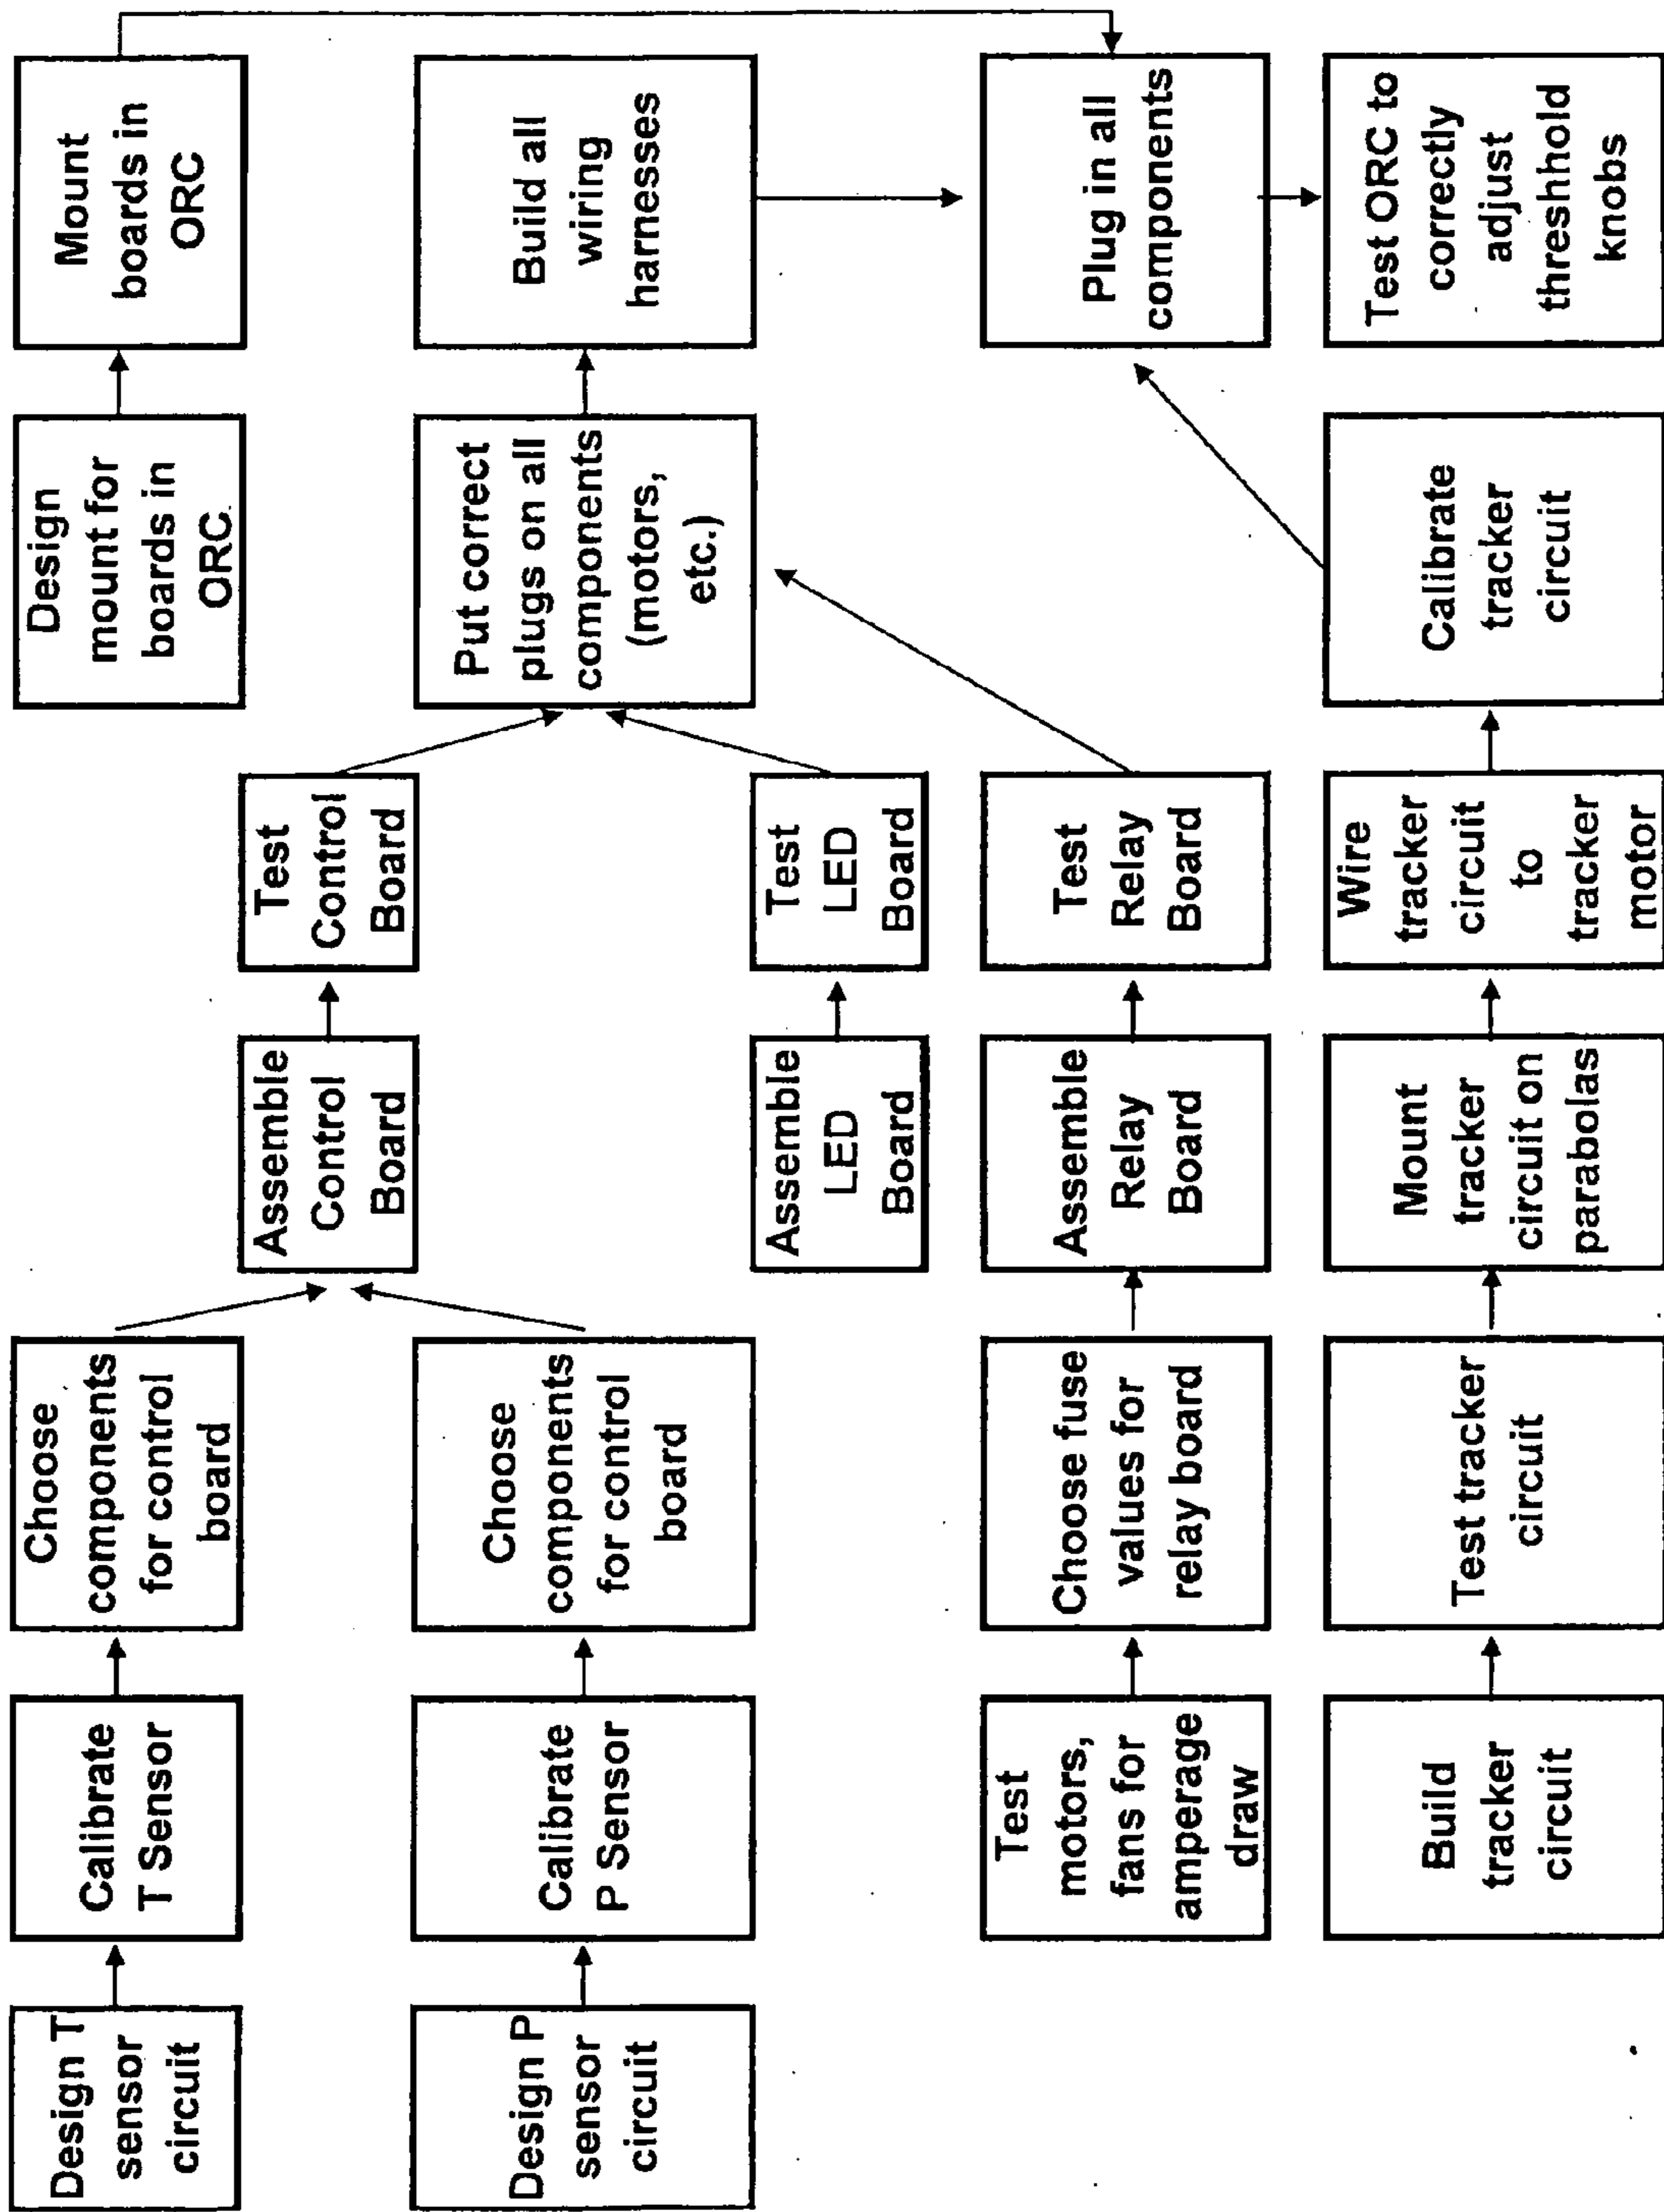 Design T
sensor
circuit
Calibrate
T Sensor
Choose
components
for control
board
Design
mount for
boards in
ORC.
Mount
boards in
ORC
Assemble
Control
Board
Test
Control
Board
Design P
sensor
circuit
Calibrate
P Sensor
Choose
components
for control
board
Put correct
plugs on all
components
(motors,
etc.)
Build all
wiring
harnesses
Assemble
LED
Board
Test
LED
Board
Test
motors,
fans for
amperage
draw
Choose fuse
values for
relay board
Assemble
Relay
Board
Test
Relay
Board
Plug in all
components
Build
tracker
circuit
Test tracker
circuit
Mount
tracker
circuit on
parabolas
Wire
tracker
circuit
to
tracker
motor
Calibrate
tracker
circuit
Test ORC to
correctly
adjust
threshhold
knobs